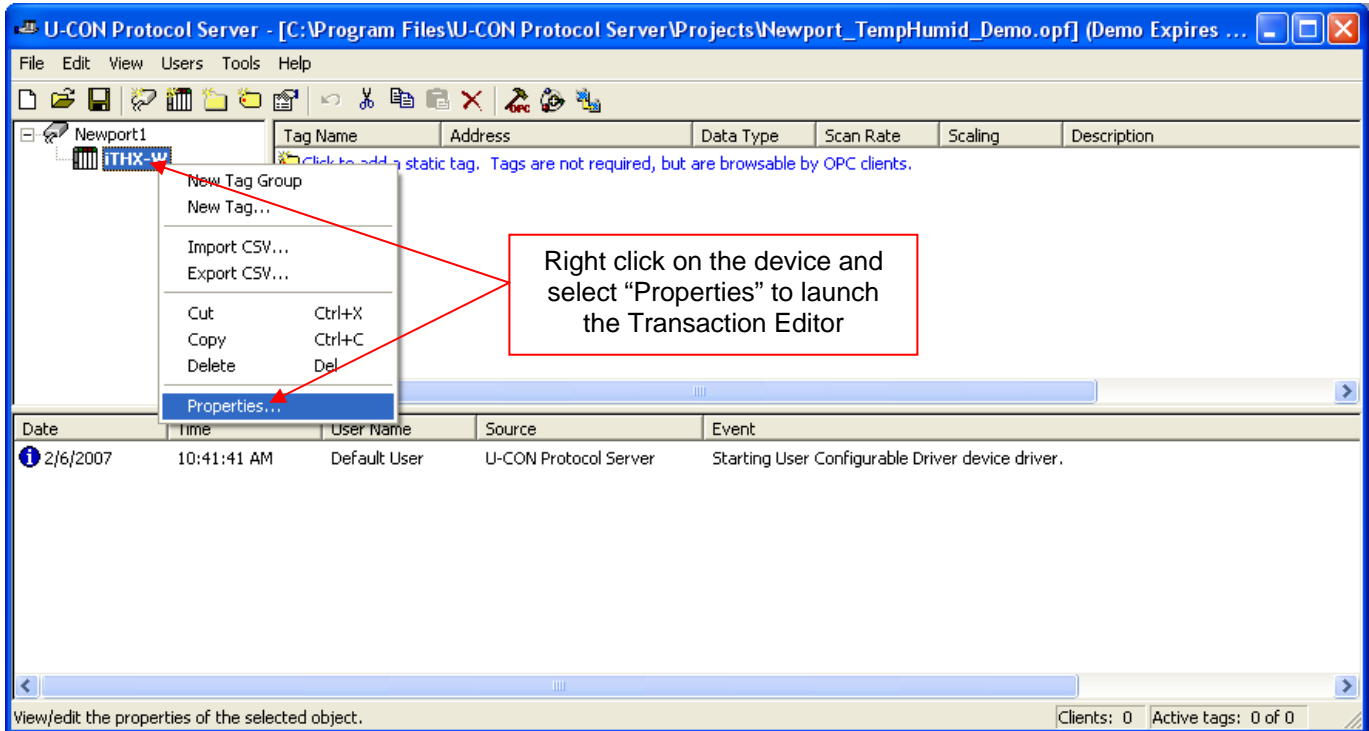 U-CON Protocol Server - [C:\Program Files\U-CON Protocol Server\Projects\Newport_TempHumid_Demo.opf] (Demo Expires ...
File Edit View Users Tools Help
OPC
Newport1
Tag Name Address Data Type Scan Rate Scaling Description
iTHX-W
Click to add a static tag. Tags are not required, but are browsable by OPC clients.
New Tag Group
New Tag...
Import CSV...
Export CSV...
Cut Ctrl+X
Copy Ctrl+C
Delete Del
Properties...
Right click on the device and
select “Properties” to launch
the Transaction Editor
Date Time User Name Source Event
2/6/2007 10:41:41 AM Default User U-CON Protocol Server Starting User Configurable Driver device driver.
View/edit the properties of the selected object. Clients: 0 Active tags: 0 of 0